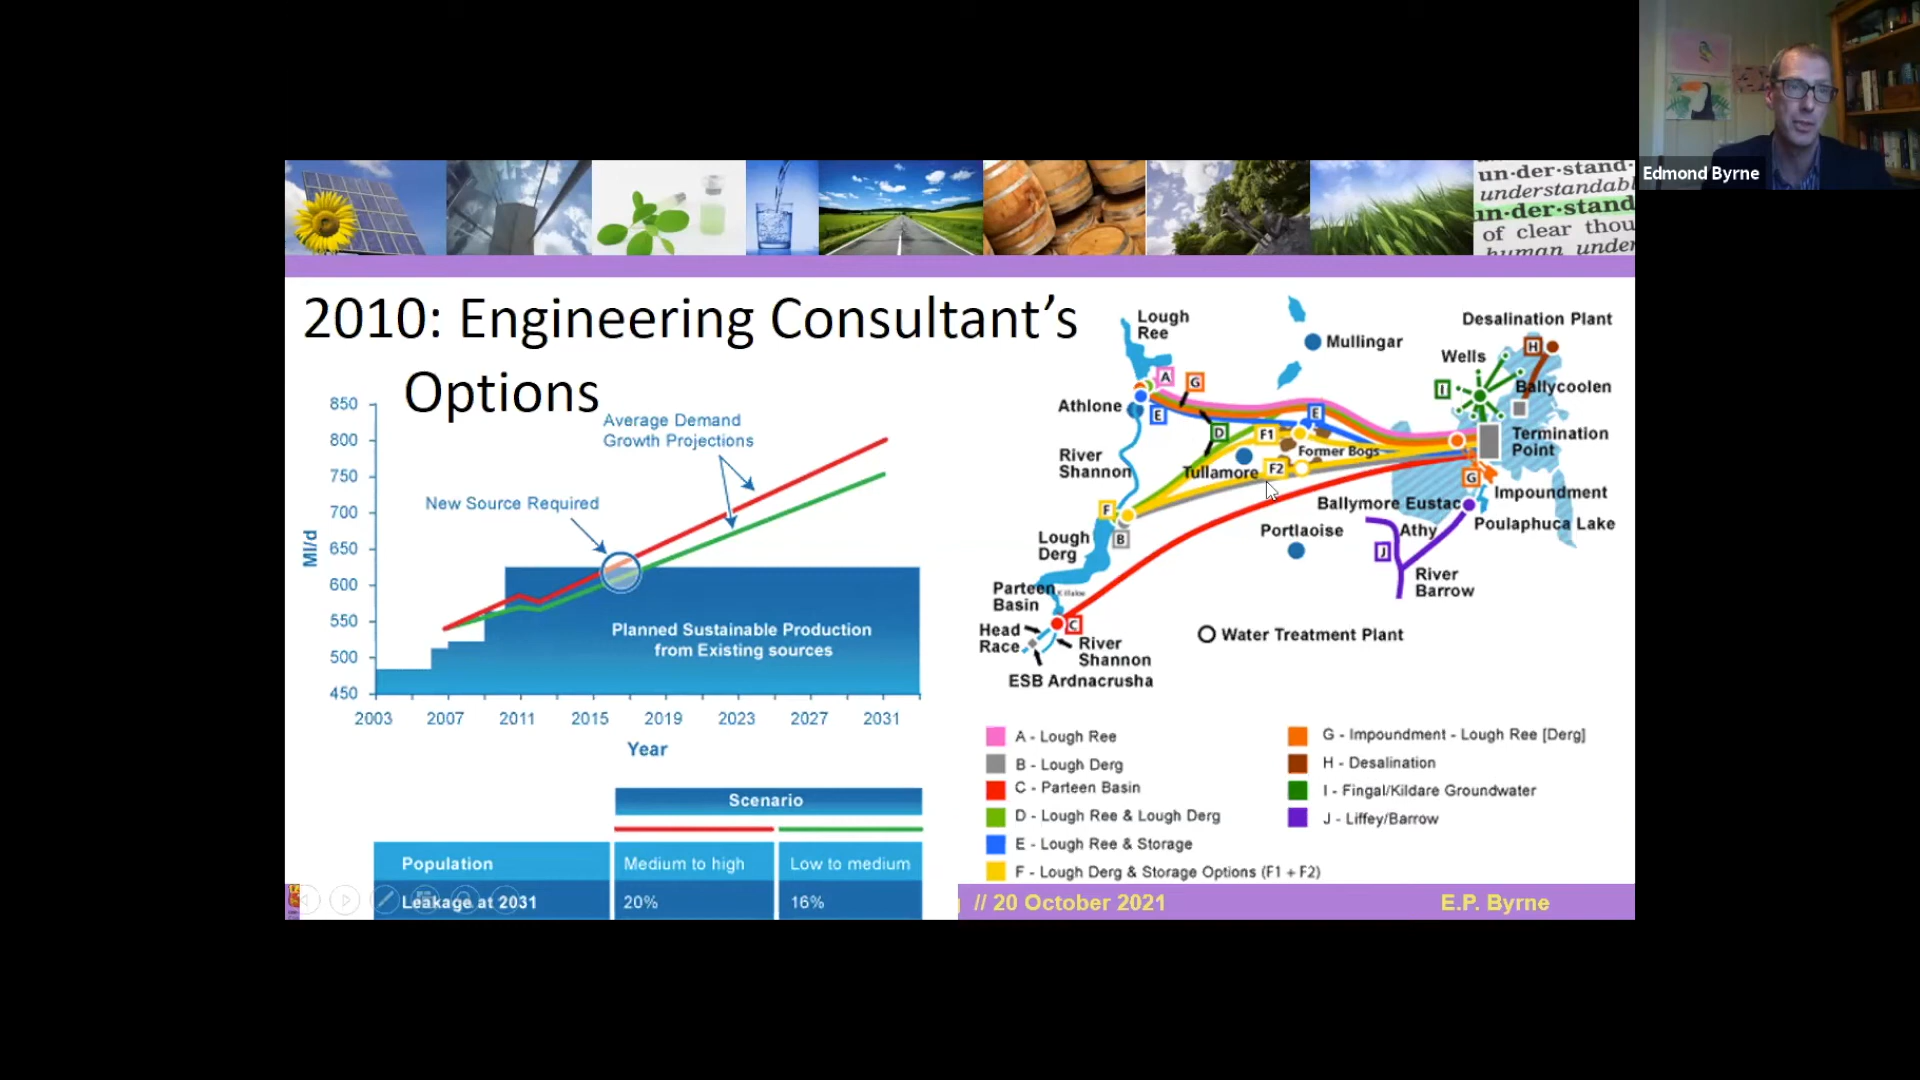 Edmond Byrne
un·der·stand·
understandabl
un·der·stand
of clear thou
human under
2010: Engineering Consultant's
Options
Average Demand
Growth Projections
New Source Required
Planned Sustainable Production
from Existing sources
Ml/d
850
800
750
700
650
600
550
500
450
2003 2007 2011 2015 2019 2023 2027 2031
Year
Scenario
Population Medium to high Low to medium
Leakage at 2031 20% 16%
Lough
Ree
Mullingar
Desalination Plant
Wells
H
A
G
I
Ballycoolen
Athlone
E
E
D
F1
Termination
Point
River
Shannon
Former Bogs
Tullamore
F2
G
Impoundment
Ballymore Eustac
Poulaphuca Lake
F
B
Lough
Derg
Portlaoise
Athy
J
River
Barrow
Parteen
Basin
Killaloe
C
Head
Race
River
Shannon
ESB Ardnacrusha
Water Treatment Plant
A - Lough Ree
B - Lough Derg
C - Parteen Basin
D - Lough Ree & Lough Derg
E - Lough Ree & Storage
F - Lough Derg & Storage Options (F1 + F2)
G - Impoundment - Lough Ree [Derg]
H - Desalination
I - Fingal/Kildare Groundwater
J - Liffey/Barrow
// 20 October 2021
E.P. Byrne